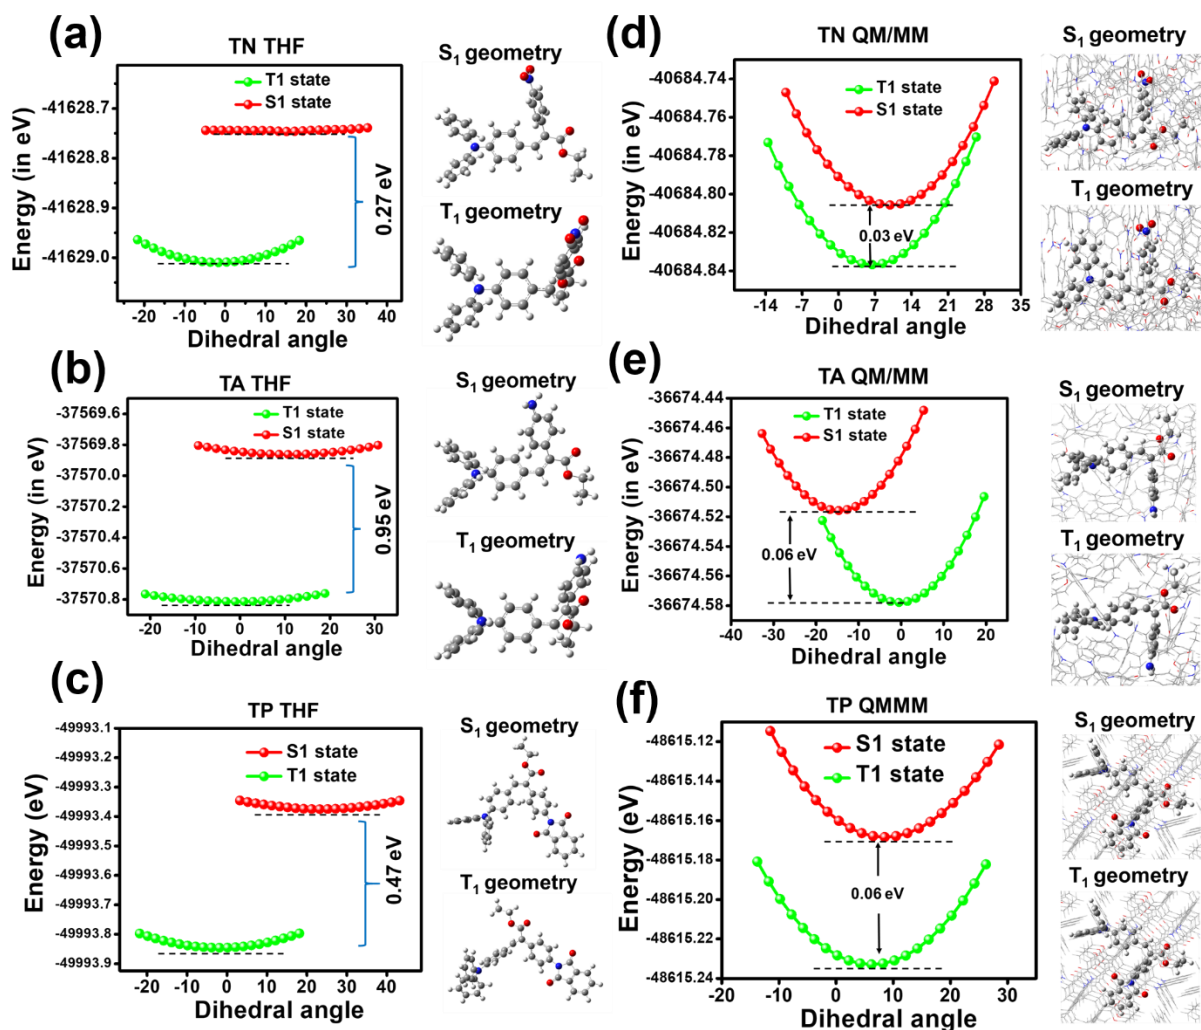 (a)
TN THF
T1 state
S1 state
-41628.7
-41628.8
-41628.9
-41629.0
Energy (in eV)
0.27 eV
-20 -10 0 10 20 30 40
Dihedral angle
S1 geometry
T1 geometry
(b)
TA THF
T1 state
S1 state
-37569.6
-37569.8
-37570.0
-37570.2
-37570.4
-37570.6
-37570.8
Energy (in eV)
0.95 eV
-20 -10 0 10 20 30
Dihedral angle
S1 geometry
T1 geometry
(c)
TP THF
S1 state
T1 state
-49993.1
-49993.2
-49993.3
-49993.4
-49993.5
-49993.6
-49993.7
-49993.8
-49993.9
Energy (eV)
0.47 eV
-20 -10 0 10 20 30 40
Dihedral angle
S1 geometry
T1 geometry
(d)
TN QM/MM
T1 state
S1 state
-40684.74
-40684.76
-40684.78
-40684.80
-40684.82
-40684.84
Energy (in eV)
0.03 eV
-14 -7 0 7 14 21 28 35
Dihedral angle
S1 geometry
T1 geometry
(e)
TA QM/MM
T1 state
S1 state
-36674.44
-36674.46
-36674.48
-36674.50
-36674.52
-36674.54
-36674.56
-36674.58
Energy (in eV)
0.06 eV
-40 -30 -20 -10 0 10 20
Dihedral angle
S1 geometry
T1 geometry
(f)
TP QMMM
S1 state
T1 state
-48615.12
-48615.14
-48615.16
-48615.18
-48615.20
-48615.22
-48615.24
Energy (eV)
0.06 eV
-20 -10 0 10 20 30
Dihedral angle
S1 geometry
T1 geometry